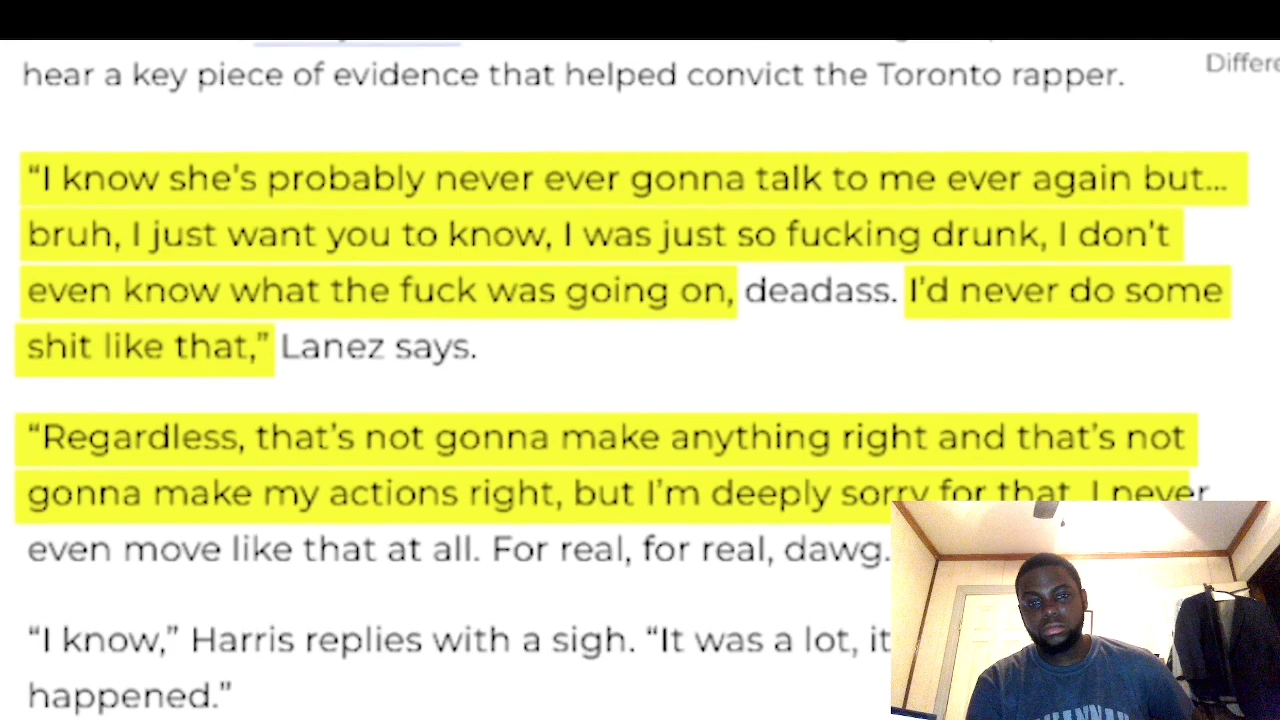 hear a key piece of evidence that helped convict the Toronto rapper.
Differe
“I know she’s probably never ever gonna talk to me ever again but...
bruh, I just want you to know, I was just so fucking drunk, I don’t
even know what the fuck was going on, deadass. I’d never do some
shit like that,” Lanez says.
“Regardless, that’s not gonna make anything right and that’s not
gonna make my actions right, but I’m deeply sorry for that. I never
even move like that at all. For real, for real, dawg.
“I know,” Harris replies with a sigh. “It was a lot, it
happened.”